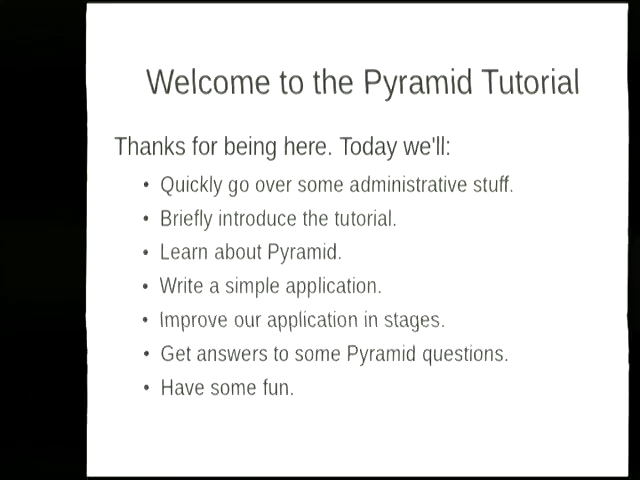 Welcome to the Pyramid Tutorial
Thanks for being here. Today we'll:
• Quickly go over some administrative stuff.
• Briefly introduce the tutorial.
• Learn about Pyramid.
• Write a simple application.
• Improve our application in stages.
• Get answers to some Pyramid questions.
• Have some fun.